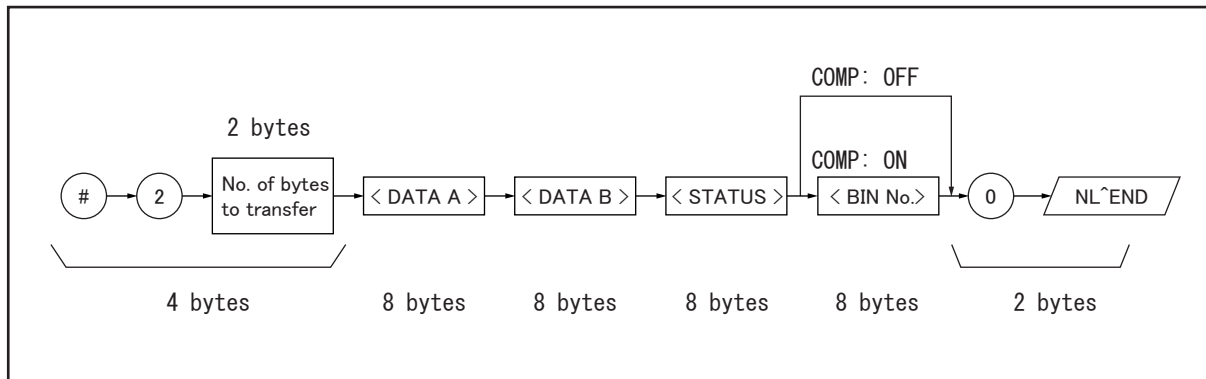 COMP: OFF
2 bytes
COMP: ON
# 2 No. of bytes < DATA A > < DATA B > < STATUS > < BIN No.> 0 NL^END
to transfer
4 bytes 8 bytes 8 bytes 8 bytes 8 bytes 2 bytes